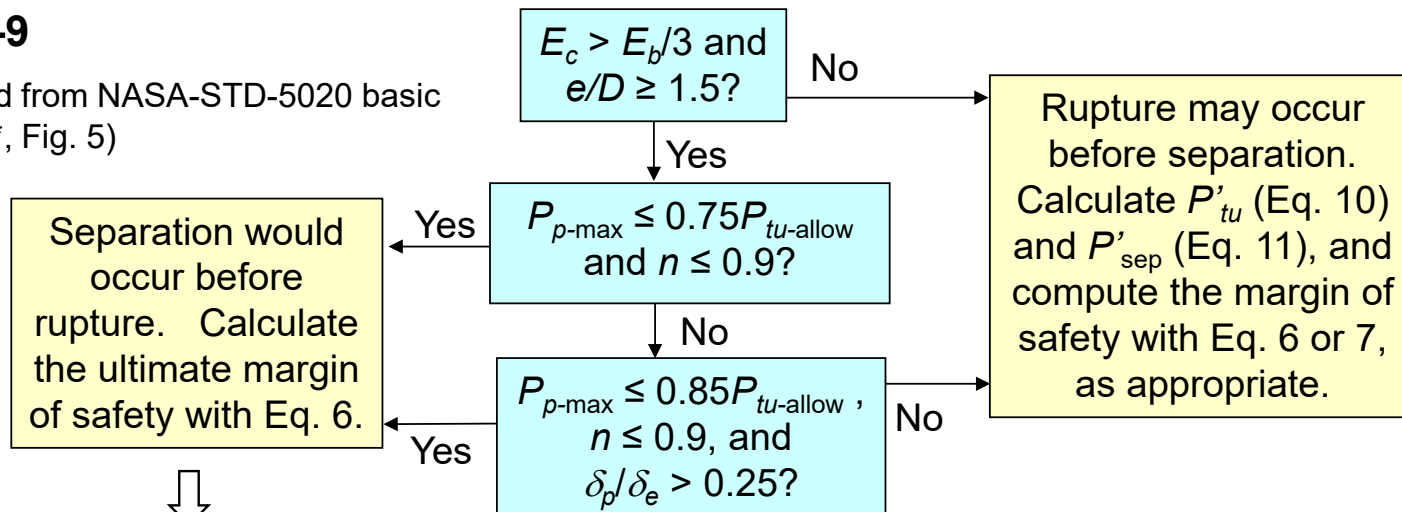 -9
d from NASA-STD-5020 basic
, Fig. 5)
E_c > E_b/3 and
e/D ≥ 1.5?
No
Yes
Rupture may occur
before separation.
Calculate P'_tu (Eq. 10)
and P'_sep (Eq. 11), and
compute the margin of
safety with Eq. 6 or 7,
as appropriate.
P_p-max ≤ 0.75P_tu-allow
and n ≤ 0.9?
Yes
Separation would
occur before
rupture. Calculate
the ultimate margin
of safety with Eq. 6.
No
P_p-max ≤ 0.85P_tu-allow ,
n ≤ 0.9, and
δ_p/δ_e > 0.25?
No
Yes